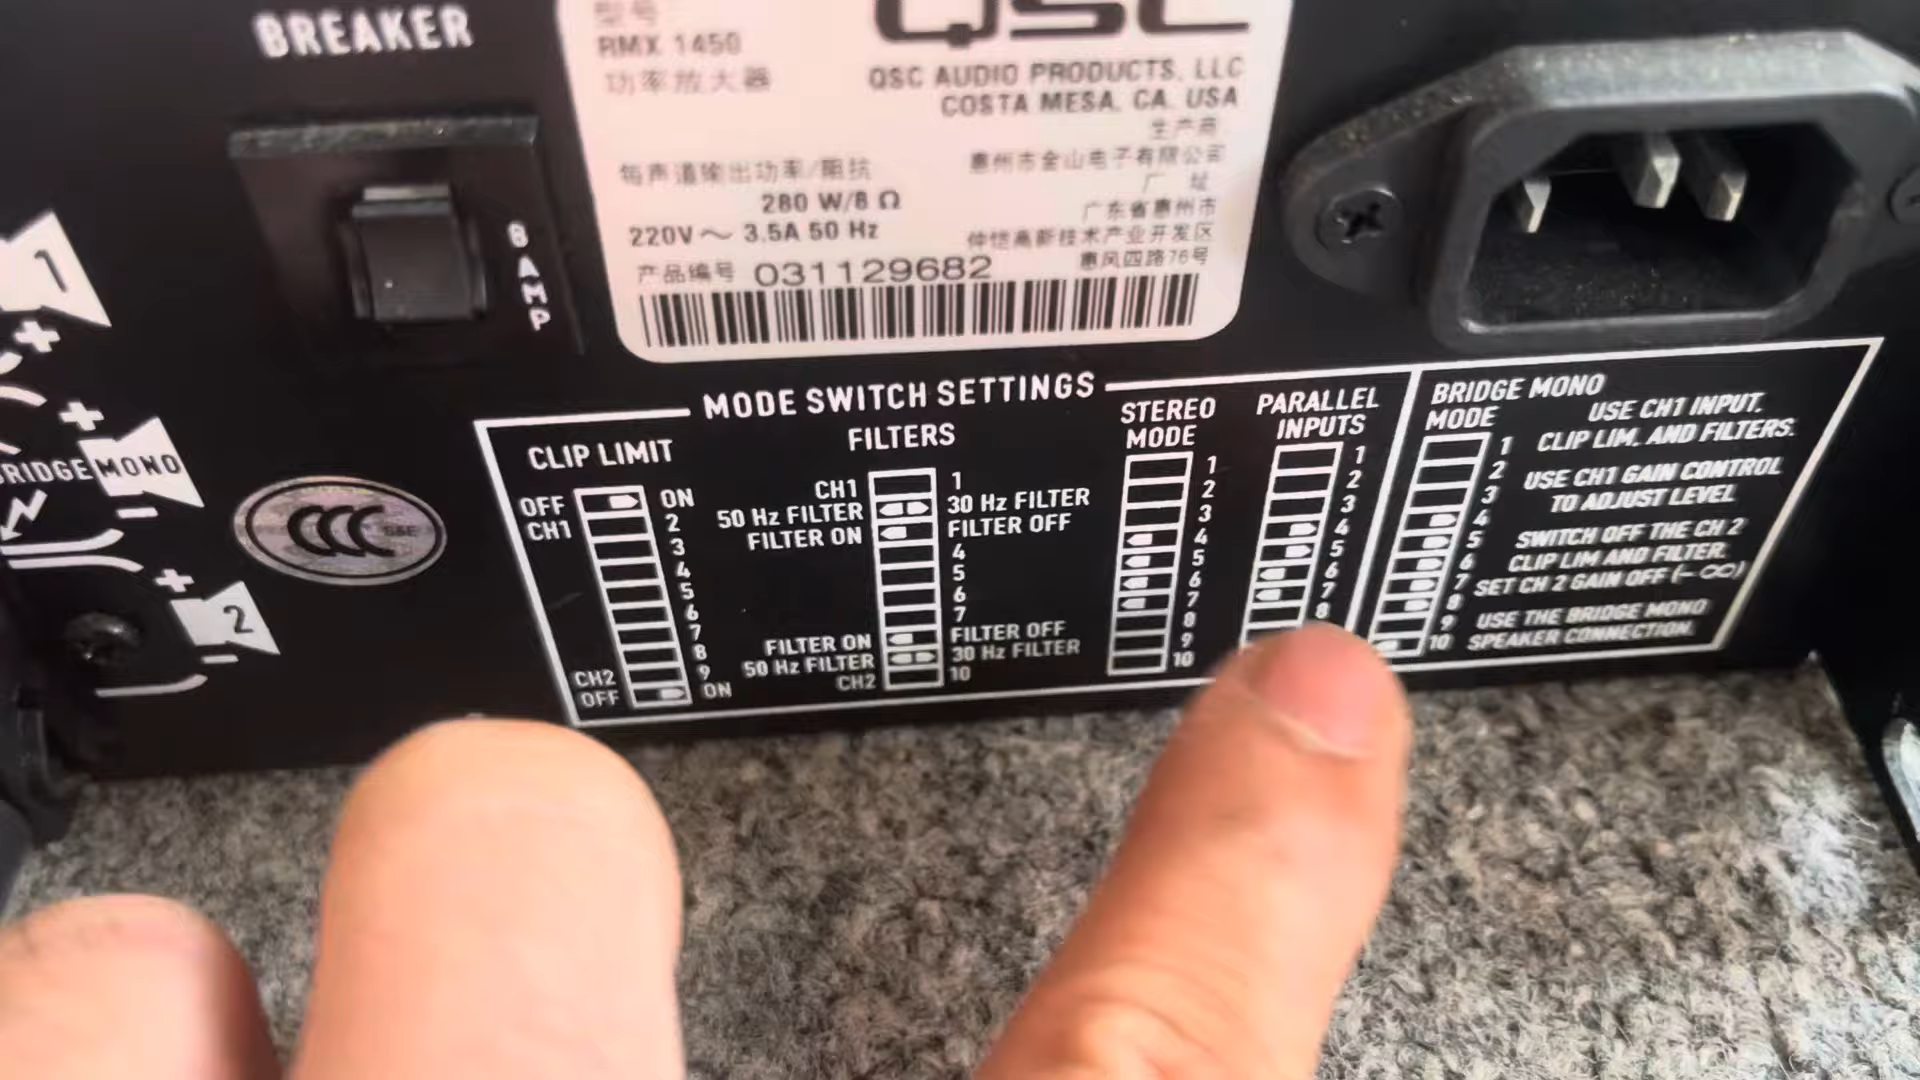 BREAKER
6 AMP
型号
RMX 1450
功率放大器
QSC
QSC AUDIO PRODUCTS, LLC
COSTA MESA, CA USA
生产商
惠州市金山电子有限公司
厂 址
广东省惠州市
仲恺高新技术产业开发区
惠风四路76号
每声道输出功率/阻抗
280 W/8 Ω
220V～ 3.5A 50 Hz
产品编号 031129682
1
+
+
BRIDGE MONO
-
+
2
-
CCC
S&E
MODE SWITCH SETTINGS
CLIP LIMIT
OFF ON
CH1 2
3
4
5
6
7
8
CH2 9
OFF ON
FILTERS
CH1 1
50 Hz FILTER 30 Hz FILTER
FILTER ON FILTER OFF
4
5
6
7
FILTER ON FILTER OFF
50 Hz FILTER 30 Hz FILTER
CH2 10
STEREO
MODE
1
2
3
4
5
6
7
8
9
10
PARALLEL
INPUTS
1
2
3
4
5
6
7
8
BRIDGE MONO
MODE
1
2
3
4
5
6
7
8
9
10
USE CH1 INPUT,
CLIP LIM. AND FILTERS.
USE CH1 GAIN CONTROL
TO ADJUST LEVEL
SWITCH OFF THE CH 2
CLIP LIM AND FILTER.
SET CH 2 GAIN OFF (-∞)
USE THE BRIDGE MONO
SPEAKER CONNECTION.